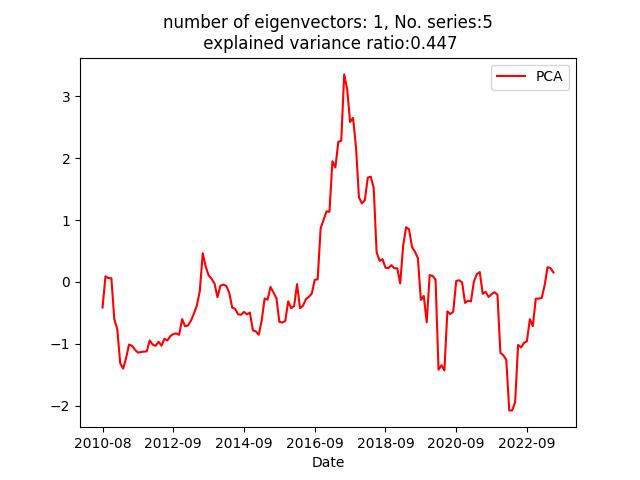 number of eigenvectors: 1, No. series:5
explained variance ratio:0.447
PCA
3
2
1
0
−1
−2
2010-08 2012-09 2014-09 2016-09 2018-09 2020-09 2022-09
Date